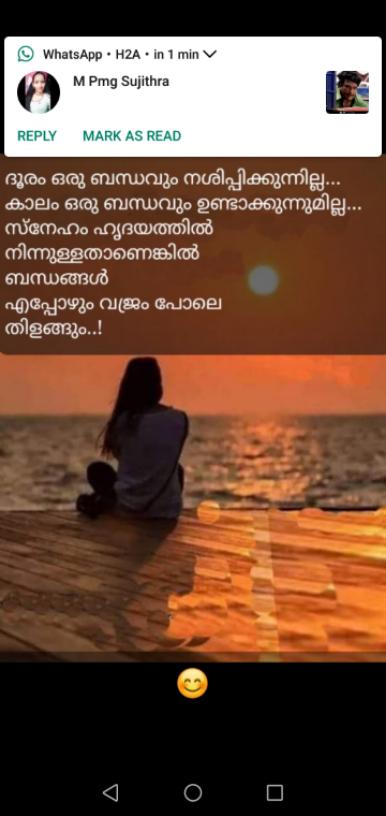 WhatsApp • H2A • in 1 min
M Pmg Sujithra
REPLY MARK AS READ
ദൂരം ഒരു ബന്ധവും നശിപ്പിക്കുന്നില്ല...
കാലം ഒരു ബന്ധവും ഉണ്ടാക്കുന്നുമില്ല...
സ്നേഹം ഹൃദയത്തിൽ
നിന്നുള്ളതാണെങ്കിൽ
ബന്ധങ്ങൾ
എപ്പോഴും വജ്രം പോലെ
തിളങ്ങും..!
😊